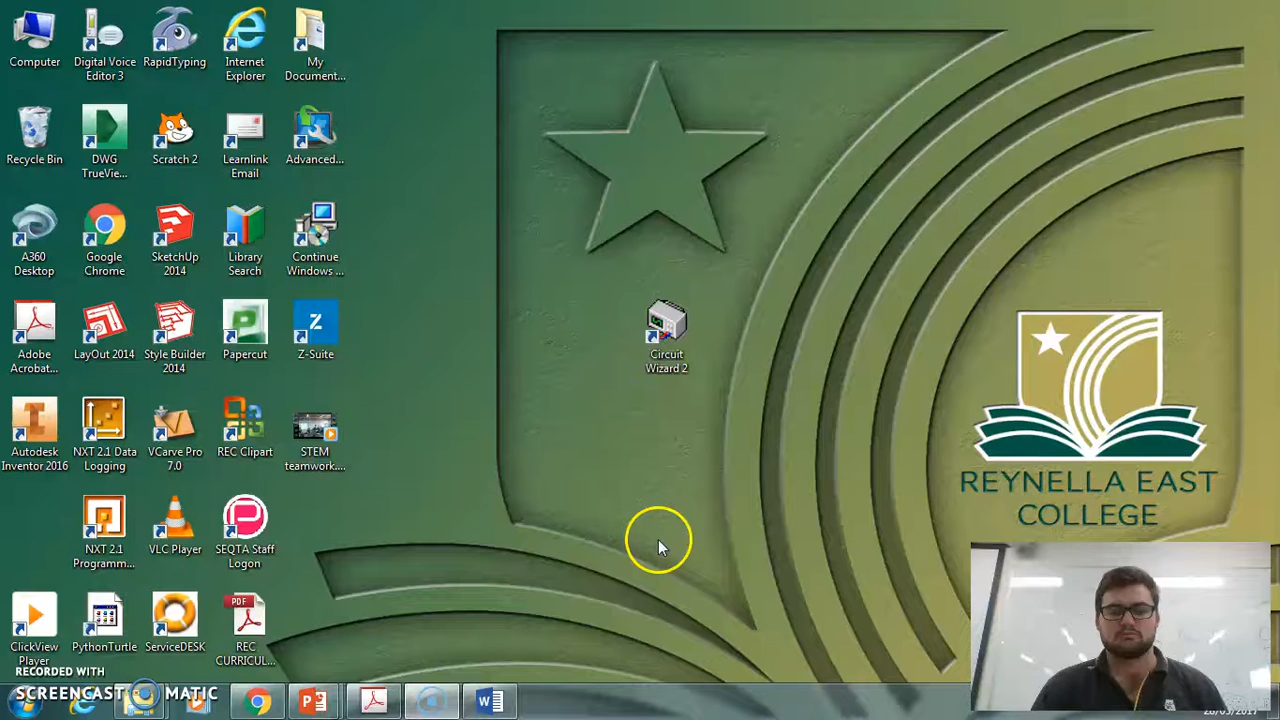 Computer
Digital Voice
Editor 3
RapidTyping
Internet
Explorer
My
Document...
Recycle Bin
DWG
TrueVie...
Scratch 2
Learnlink
Email
Advanced...
A360
Desktop
Google
Chrome
SketchUp
2014
Library
Search
Continue
Windows ...
Adobe
Acrobat...
LayOut 2014
Style Builder
2014
Papercut
Z-Suite
Circuit
Wizard 2
Autodesk
Inventor 2016
NXT 2.1 Data
Logging
VCarve Pro
7.0
REC Clipart
STEM
teamwork....
NXT 2.1
Programm...
VLC Player
SEQTA Staff
Logon
ClickView
Player
PythonTurtle
ServiceDESK
PDF
REC
CURRICUL...
REYNELLA EAST
COLLEGE
RECORDED WITH
SCREENCAST MATIC